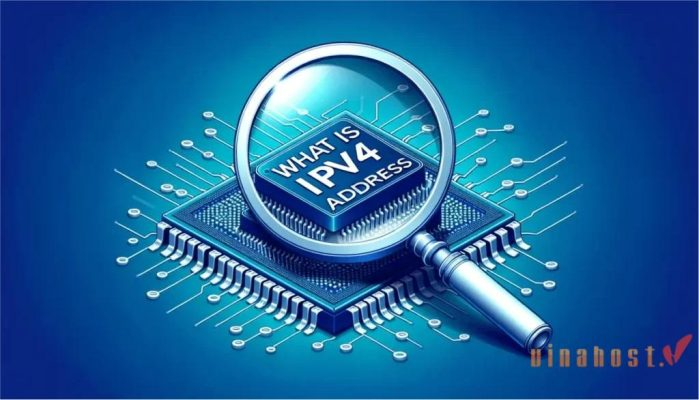 WHAT IS
IPV4
ADDRESS
vinahost.